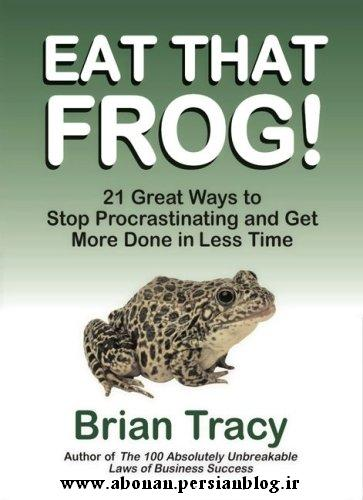 EAT THAT
FROG!
21 Great Ways to
Stop Procrastinating and Get
More Done in Less Time
Brian Tracy
Author of The 100 Absolutely Unbreakable
Laws of Business Success
www.abonan.persianblog.ir